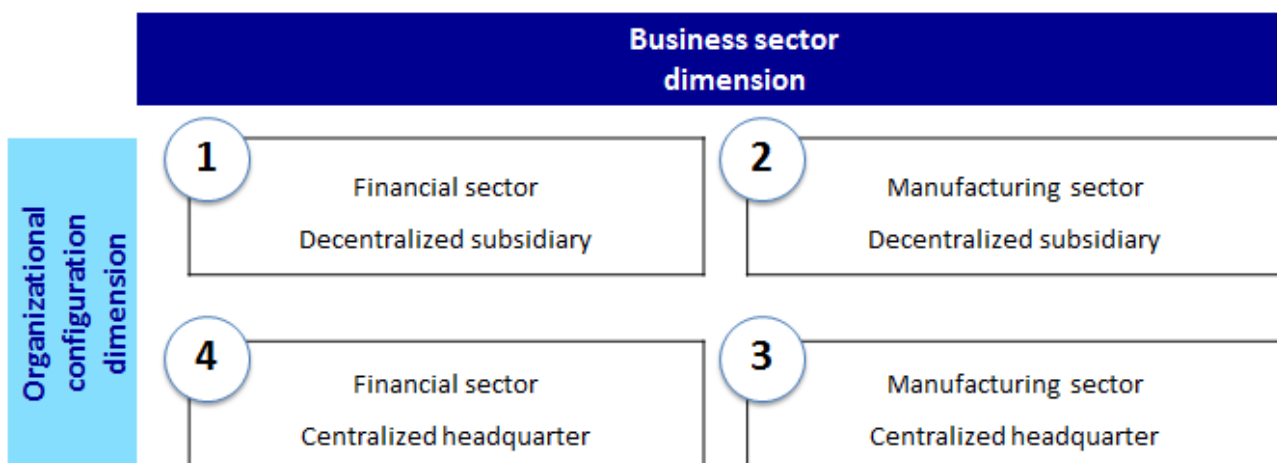 Business sector
dimension
Organizational
configuration
dimension
1
Financial sector
Decentralized subsidiary
2
Manufacturing sector
Decentralized subsidiary
4
Financial sector
Centralized headquarter
3
Manufacturing sector
Centralized headquarter